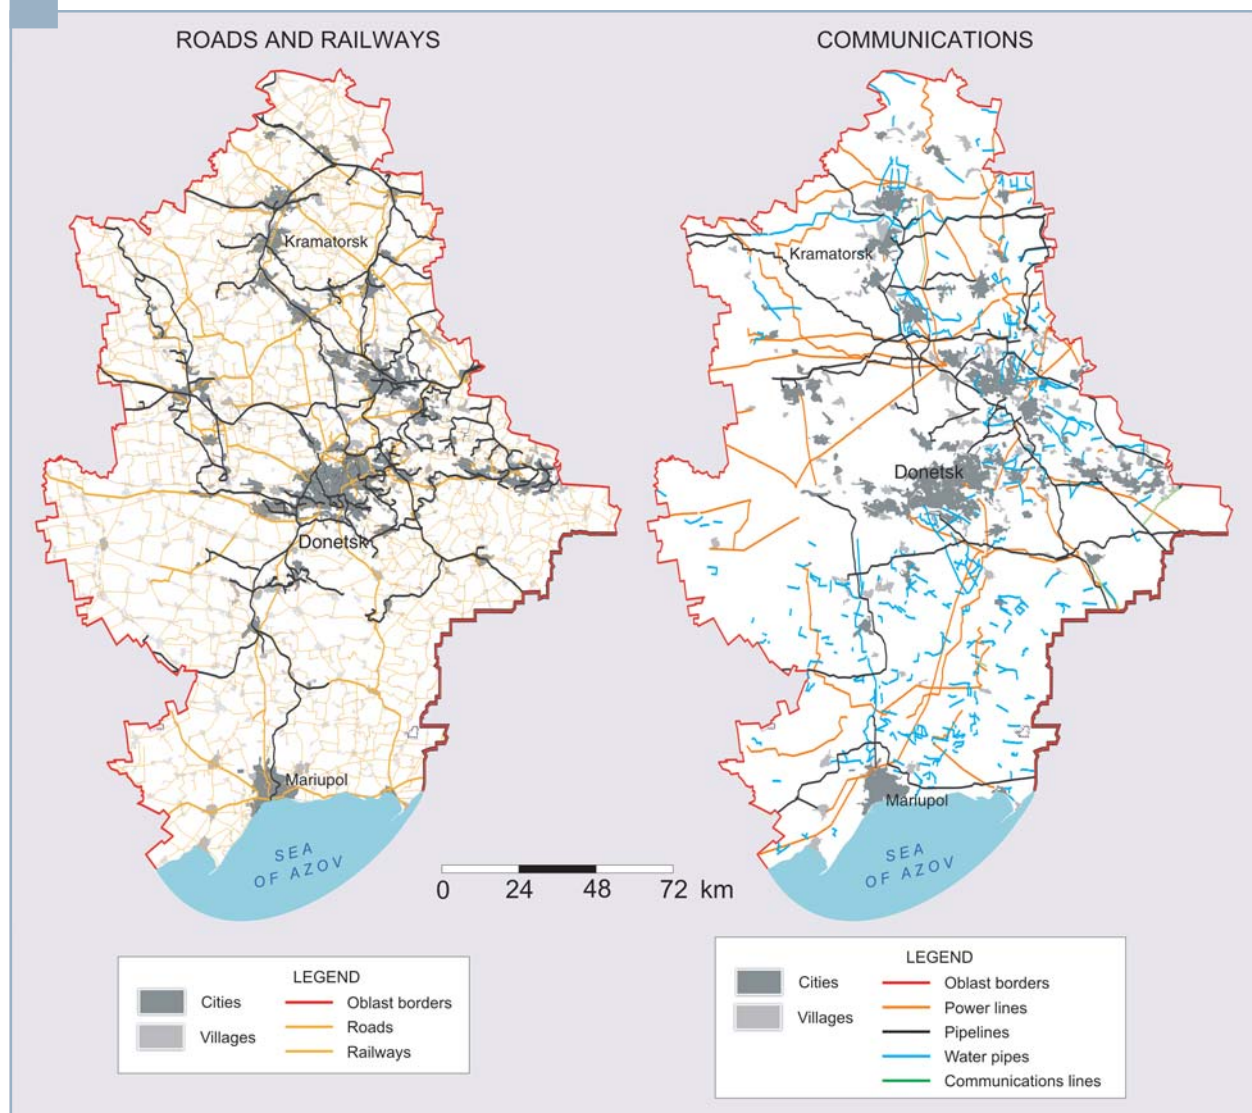 ROADS AND RAILWAYS
COMMUNICATIONS
Kramatorsk
Donetsk
Mariupol
SEA
OF AZOV
Kramatorsk
Donetsk
Mariupol
SEA
OF AZOV
0 24 48 72 km
LEGEND
Cities
Villages
Oblast borders
Roads
Railways
LEGEND
Cities
Villages
Oblast borders
Power lines
Pipelines
Water pipes
Communications lines